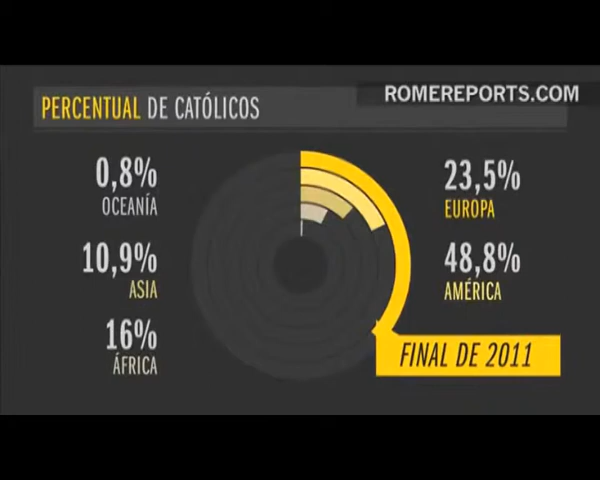 ROMEREPORTS.COM
PERCENTUAL DE CATÓLICOS
0,8%
OCEANÍA
10,9%
ASIA
16%
ÁFRICA
23,5%
EUROPA
48,8%
AMÉRICA
FINAL DE 2011